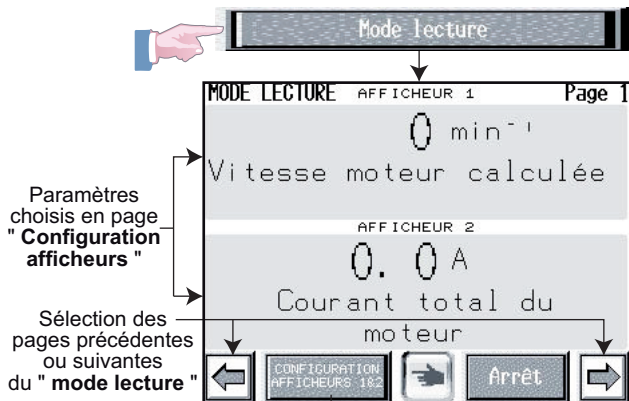 Mode lecture
MODE LECTURE AFFICHEUR 1 Page 1
0 min⁻¹
Vitesse moteur calculée
AFFICHEUR 2
0. 0 A
Courant total du
moteur
CONFIGURATION
AFFICHEURS 1&2
Arrêt
Paramètres
choisis en page
" Configuration
afficheurs "
Sélection des
pages précédentes
ou suivantes
du " mode lecture "